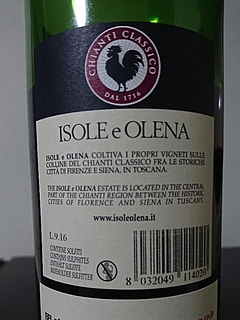 CHIANTI CLASSICO
DAL 1716
ISOLE e OLENA
ISOLE e OLENA COLTIVA I PROPRI VIGNETI SULLE
COLLINE DEL CHIANTI CLASSICO FRA LE STORICHE
CITTÀ DI FIRENZE E SIENA, IN TOSCANA.
THE ISOLE e OLENA ESTATE IS LOCATED IN THE CENTRAL
PART OF THE CHIANTI REGION BETWEEN THE HISTORIC
CITIES OF FLORENCE AND SIENA IN TUSCANY.
www.isoleolena.it
L.9.16
CONTIENE SOLFITI
CONTAINS SULPHITES
ENTHÄLT SULFITE
INDEHOLDER SULFITTER
8 032049 114020